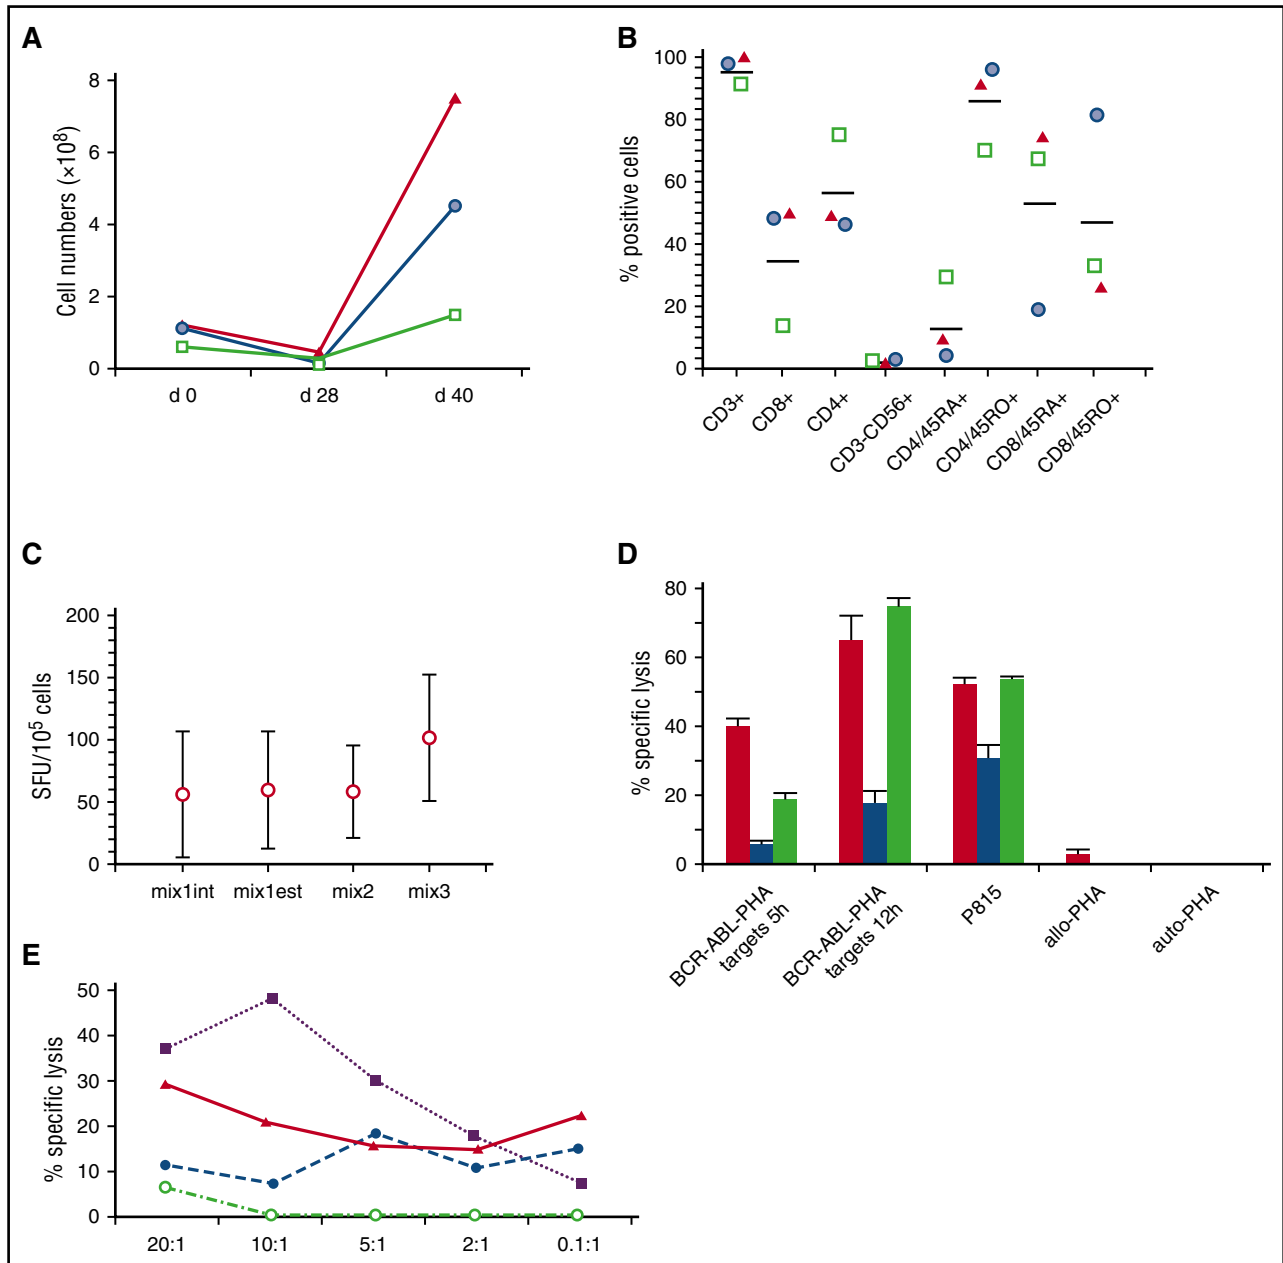 A
8
6
4
2
0
Cell numbers (×10⁸)
d 0
d 28
d 40
B
100
80
60
40
20
0
% positive cells
CD3+
CD8+
CD4+
CD3-CD56+
CD4/45RA+
CD4/45RO+
CD8/45RA+
CD8/45RO+
C
200
150
100
50
0
SFU/10⁵ cells
mix1int
mix1est
mix2
mix3
D
80
60
40
20
0
% specific lysis
BCR-ABL-PHA
targets 5h
BCR-ABL-PHA
targets 12h
P815
allo-PHA
auto-PHA
E
50
40
30
20
10
0
% specific lysis
20:1
10:1
5:1
2:1
0.1:1